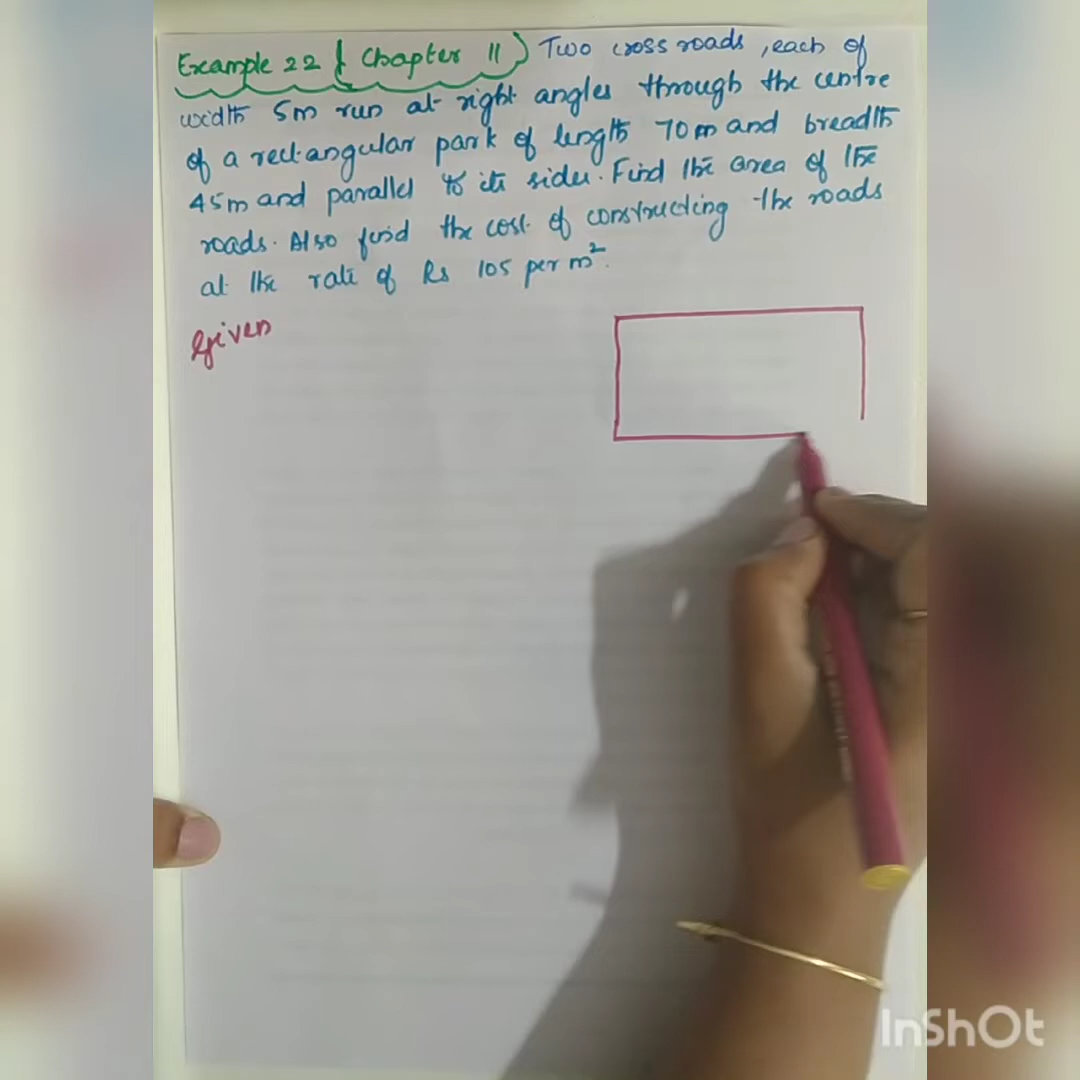 Example 22 { Chapter 11 } Two cross roads, each of
width 5m run at right angles through the centre
of a rectangular park of length 70m and breadth
45m and parallel to its sides. Find the area of the
roads. Also find the cost of constructing the roads
at the rate of Rs 105 per m².
Given
InShOt